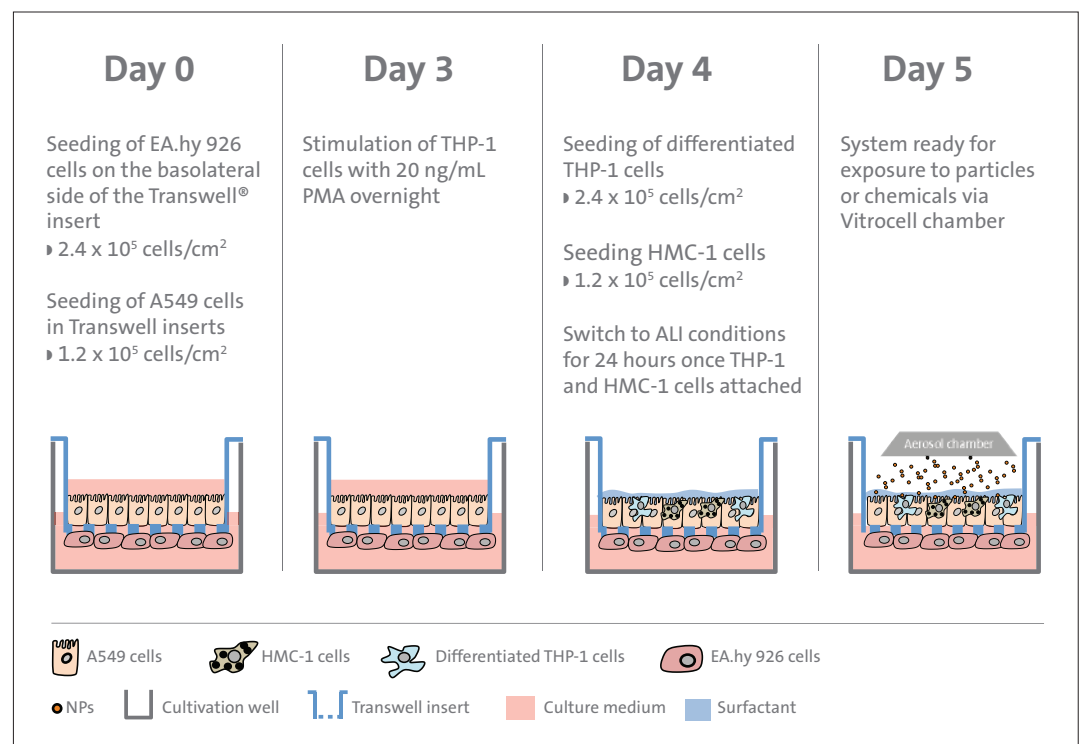 Day 0
Seeding of EA.hy 926
cells on the basolateral
side of the Transwell®
insert
◗ 2.4 x 10⁵ cells/cm²
Seeding of A549 cells
in Transwell inserts
◗ 1.2 x 10⁵ cells/cm²
Day 3
Stimulation of THP-1
cells with 20 ng/mL
PMA overnight
Day 4
Seeding of differentiated
THP-1 cells
◗ 2.4 x 10⁵ cells/cm²
Seeding HMC-1 cells
◗ 1.2 x 10⁵ cells/cm²
Switch to ALI conditions
for 24 hours once THP-1
and HMC-1 cells attached
Day 5
System ready for
exposure to particles
or chemicals via
Vitrocell chamber
Aerosol chamber
A549 cells
HMC-1 cells
Differentiated THP-1 cells
EA.hy 926 cells
NPs
Cultivation well
Transwell insert
Culture medium
Surfactant